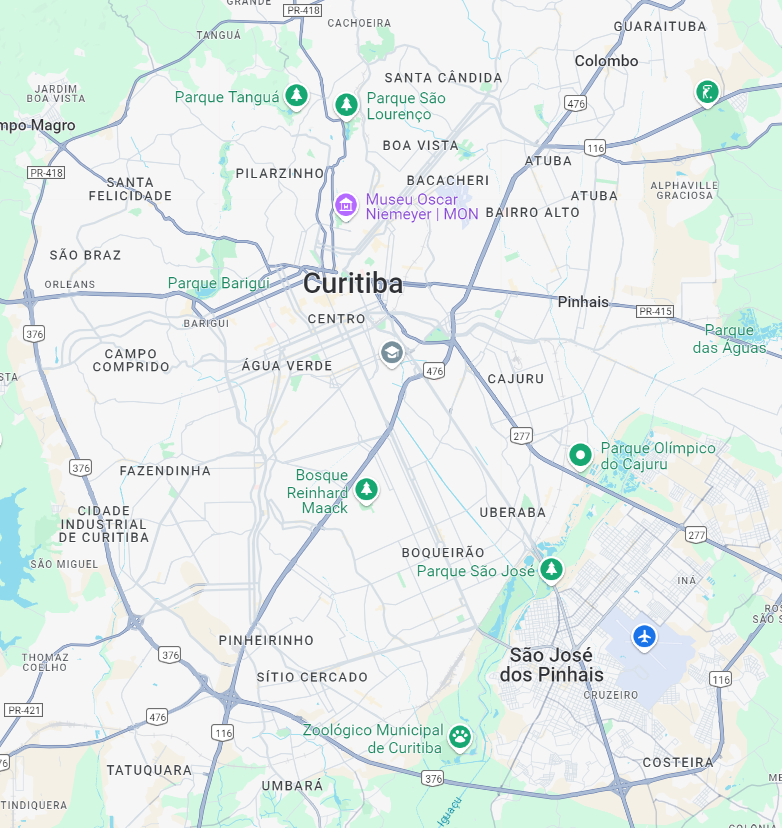 GRANDE
PR-418
CACHOEIRA
GUARAITUBA
TANGUÁ
Colombo
SANTA CÂNDIDA
JARDIM
BOA VISTA
Parque Tanguá
Parque São
Lourenço
476
mpo Magro
BOA VISTA
116
ATUBA
PR-418
PILARZINHO
SANTA
FELICIDADE
BACACHERI
ATUBA
ALPHAVILLE
GRACIOSA
Museu Oscar
Niemeyer | MON
BAIRRO ALTO
SÃO BRAZ
ORLEANS
Parque Barigui
Curitiba
Pinhais
PR-415
BARIGUI
CENTRO
376
Parque
das Águas
CAMPO
COMPRIDO
ÁGUA VERDE
476
CAJURU
STA
277
Parque Olímpico
do Cajuru
376
FAZENDINHA
Bosque
Reinhard
Maack
CIDADE
INDUSTRIAL
DE CURITIBA
UBERABA
277
SÃO MIGUEL
BOQUEIRÃO
Parque São José
INÁ
ROS
SÃO S
PINHEIRINHO
THOMAZ
COELHO
376
SÍTIO CERCADO
São José
dos Pinhais
116
CRUZEIRO
PR-421
476
116
Zoológico Municipal
de Curitiba
76
TATUQUARA
376
COSTEIRA
UMBARÁ
ME
TINDIQUERA
Iguaçu
COLONIA